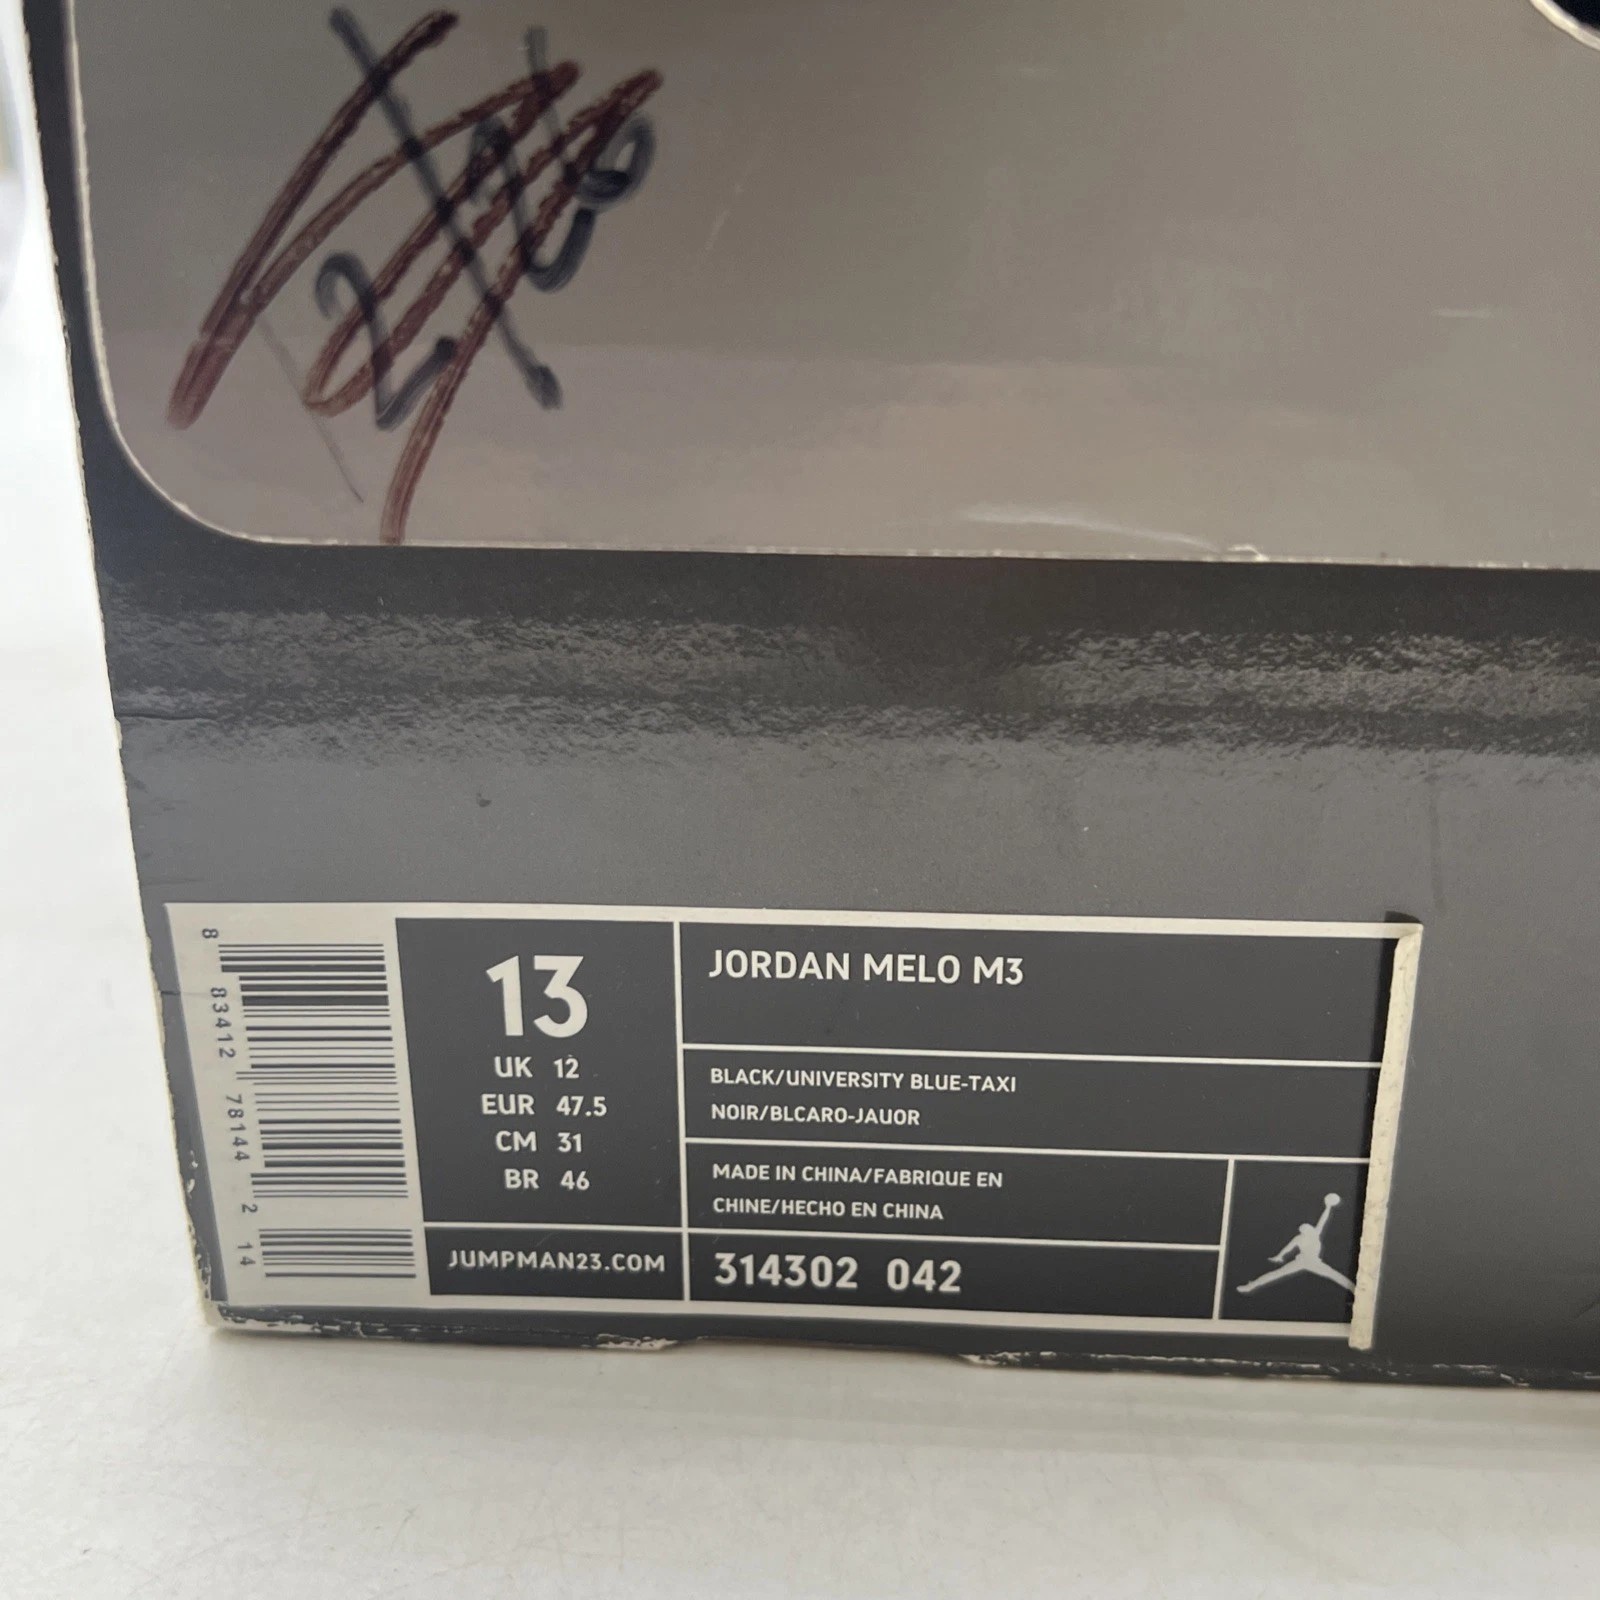 8 83412 78144 2 14
13
UK 12
EUR 47.5
CM 31
BR 46
JUMPMAN23.COM
JORDAN MELO M3
BLACK/UNIVERSITY BLUE-TAXI
NOIR/BLCARO-JAUOR
MADE IN CHINA/FABRIQUE EN
CHINE/HECHO EN CHINA
314302 042